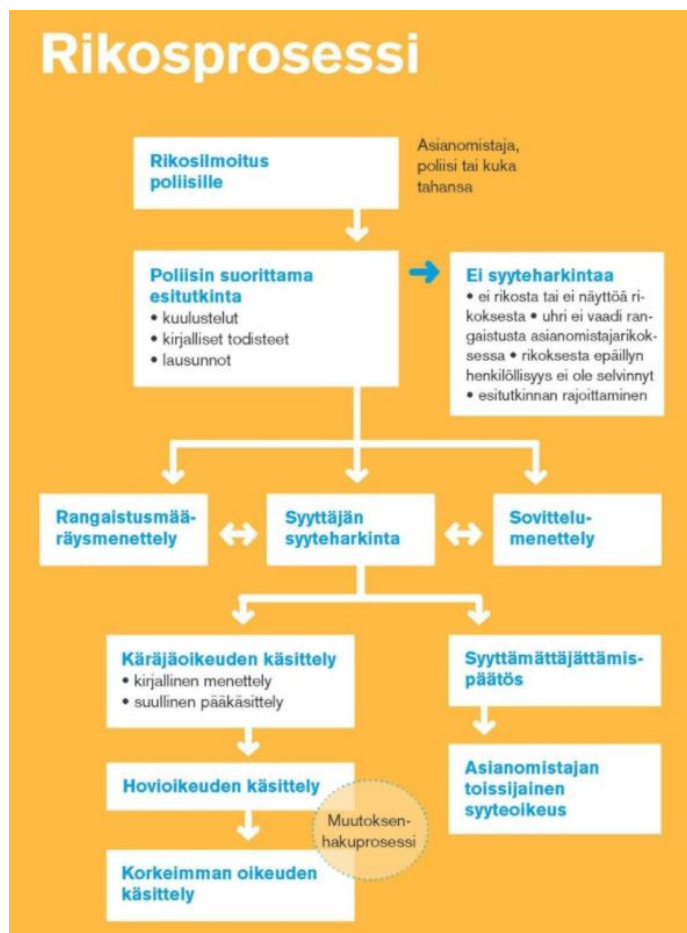 Rikosprosessi
Rikosilmoitus
poliisille
Asianomistaja,
poliisi tai kuka
tahansa
Poliisin suorittama
esitutkinta
• kuulustelut
• kirjalliset todisteet
• lausunnot
Ei syyteharkintaa
• ei rikosta tai ei näyttöä ri-
koksesta • uhri ei vaadi ran-
gaistusta asianomistajarikok-
sessa • rikoksesta epäillyn
henkilöllisyys ei ole selvinnyt
• esitutkinnan rajoittaminen
Rangaistusmää-
räysmenettely
Syyttäjän
syyteharkinta
Sovittelu-
menettely
Käräjäoikeuden käsittely
• kirjallinen menettely
• suullinen pääkäsittely
Syyttämättäjättämis-
päätös
Hovioikeuden käsittely
Asianomistajan
toissijainen
syyteoikeus
Muutoksen-
hakuprosessi
Korkeimman oikeuden
käsittely